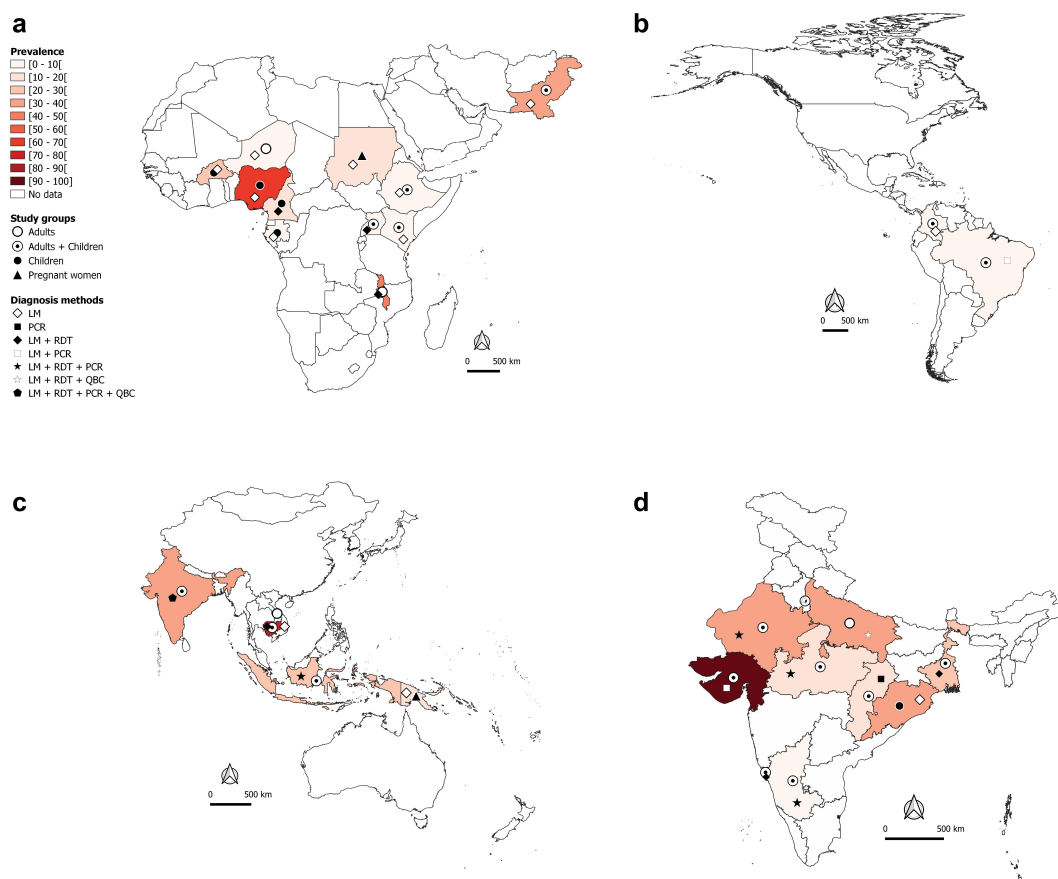 a
b
Prevalence
[0 - 10[
[10 - 20[
[20 - 30[
[30 - 40[
[40 - 50[
[50 - 60[
[60 - 70[
[70 - 80[
[80 - 90[
[90 - 100]
No data
Study groups
Adults
Adults + Children
Children
Pregnant women
Diagnosis methods
LM
PCR
LM + RDT
LM + PCR
LM + RDT + PCR
LM + RDT + QBC
LM + RDT + PCR + QBC
0 500 km
0 500 km
c
d
0 500 km
0 500 km